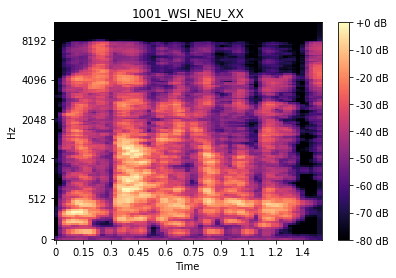 1001_WSI_NEU_XX
8192
4096
2048
1024
512
0
Hz
0 0.15 0.3 0.45 0.6 0.75 0.9 1.1 1.2 1.4
Time
+0 dB
-10 dB
-20 dB
-30 dB
-40 dB
-50 dB
-60 dB
-70 dB
-80 dB